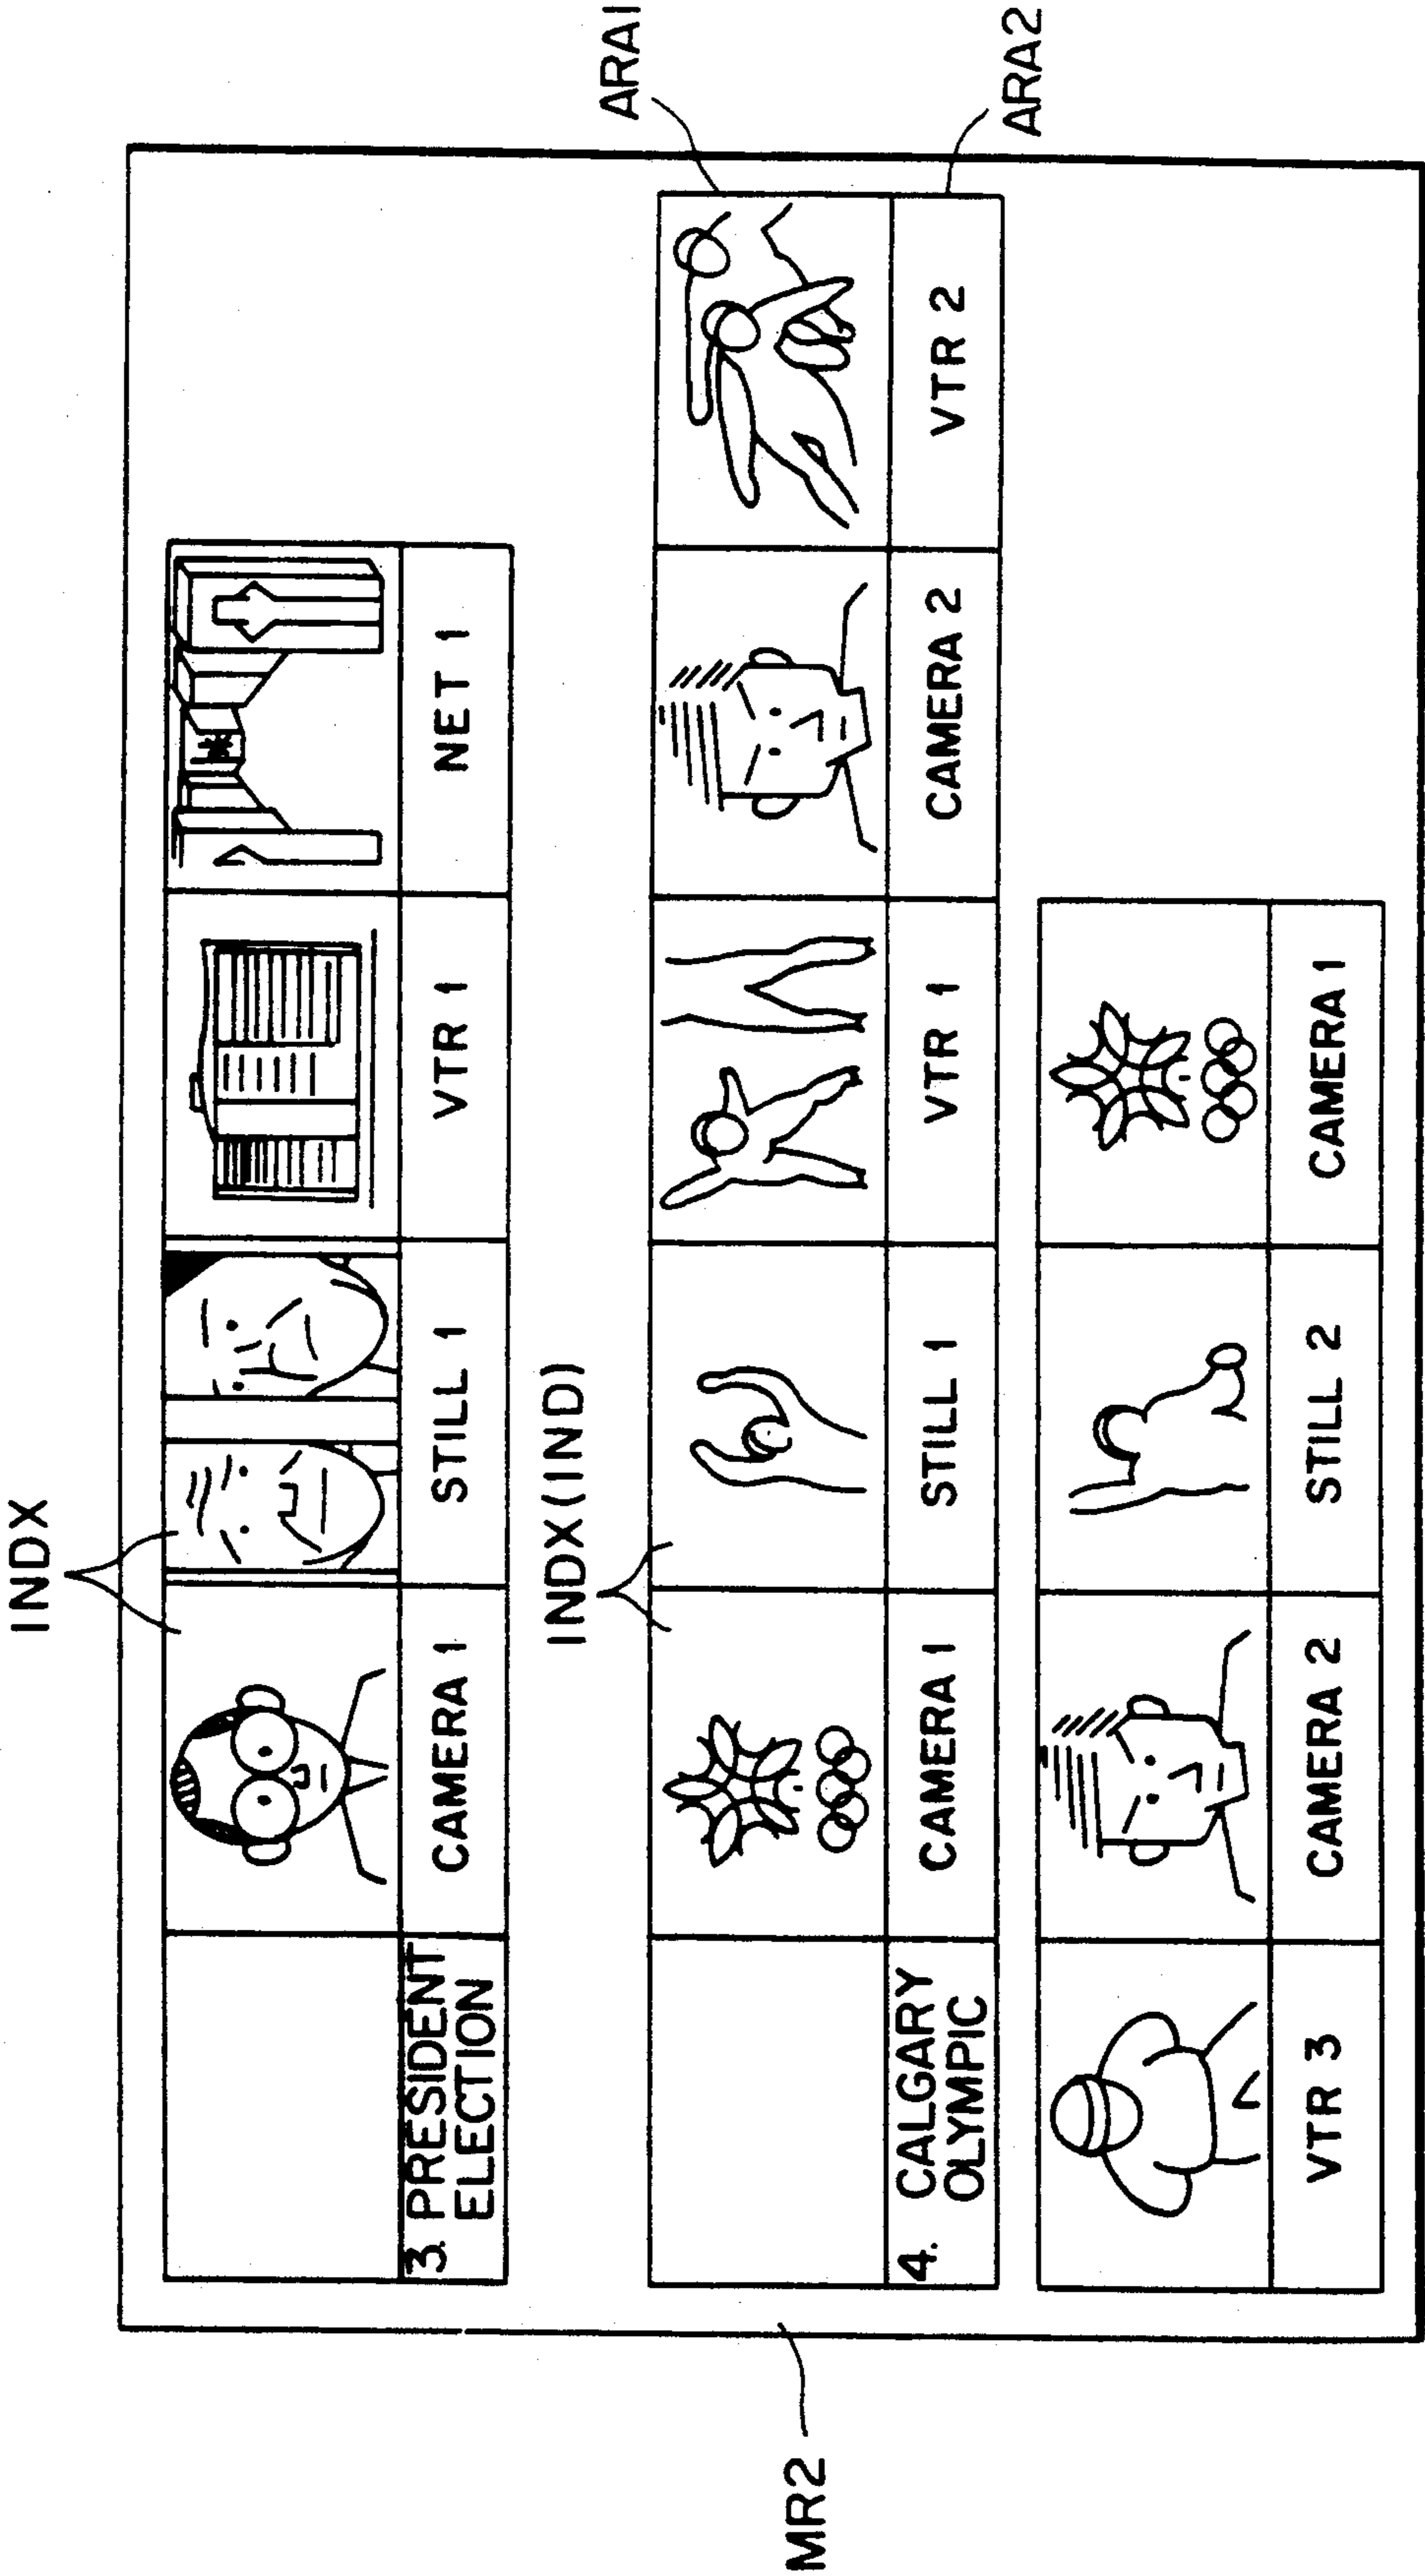 INDX
CAMERA 1
STILL 1
VTR 1
NET 1
3. PRESIDENT
ELECTION
INDX(IND)
ARA1
CAMERA 1
STILL 1
VTR 1
CAMERA 2
VTR 2
4. CALGARY
OLYMPIC
ARA2
VTR 3
CAMERA 2
STILL 2
CAMERA 1
MR2